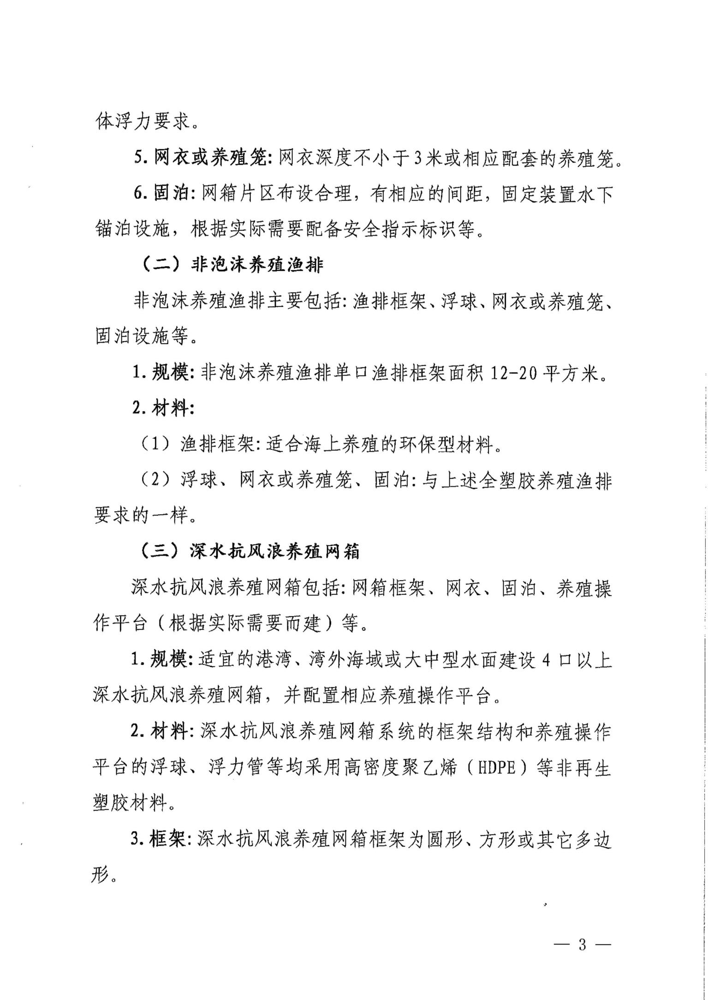 体浮力要求。
5.网衣或养殖笼:网衣深度不小于3米或相应配套的养殖笼。
6.固泊:网箱片区布设合理，有相应的间距，固定装置水下
锚泊设施，根据实际需要配备安全指示标识等。
（二）非泡沫养殖渔排
非泡沫养殖渔排主要包括:渔排框架、浮球、网衣或养殖笼、
固泊设施等。
1.规模:非泡沫养殖渔排单口渔排框架面积 12-20 平方米。
2.材料:
（1）渔排框架:适合海上养殖的环保型材料。
（2）浮球、网衣或养殖笼、固泊:与上述全塑胶养殖渔排
要求的一样。
（三）深水抗风浪养殖网箱
深水抗风浪养殖网箱包括:网箱框架、网衣、固泊、养殖操
作平台（根据实际需要而建）等。
1.规模:适宜的港湾、湾外海域或大中型水面建设 4 口以上
深水抗风浪养殖网箱，并配置相应养殖操作平台。
2.材料:深水抗风浪养殖网箱系统的框架结构和养殖操作
平台的浮球、浮力管等均采用高密度聚乙烯（HDPE）等非再生
塑胶材料。
3.框架:深水抗风浪养殖网箱框架为圆形、方形或其它多边
形。
— 3 —